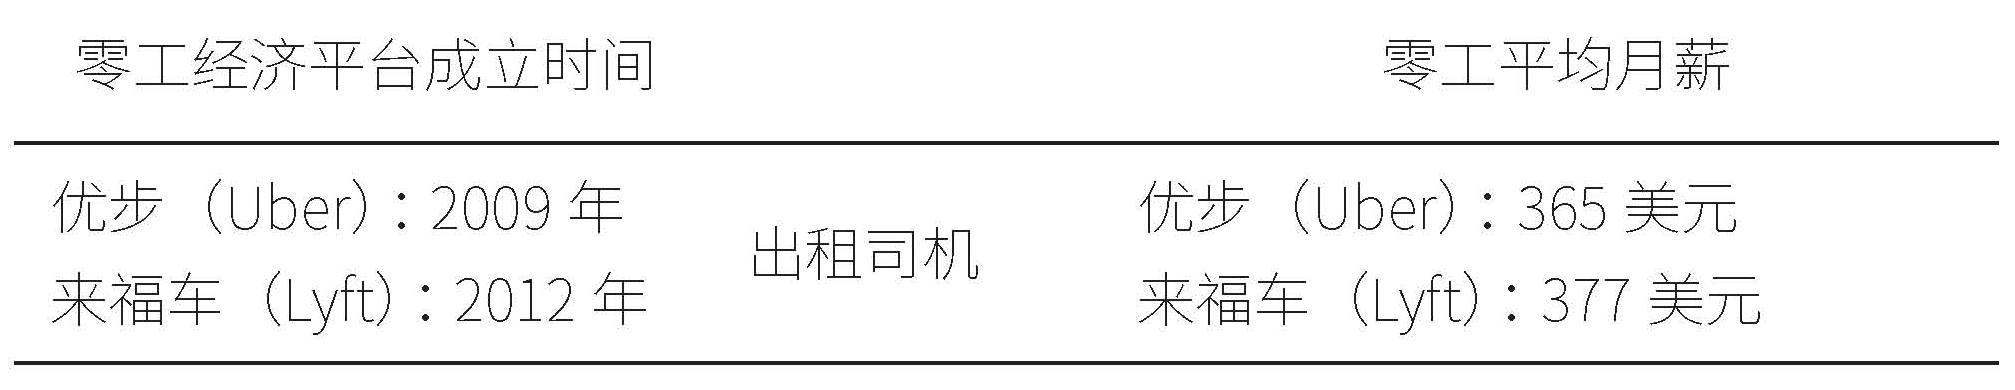 零工经济平台成立时间
零工平均月薪
优步（Uber）：2009 年
来福车（Lyft）：2012 年
出租司机
优步（Uber）：365 美元
来福车（Lyft）：377 美元